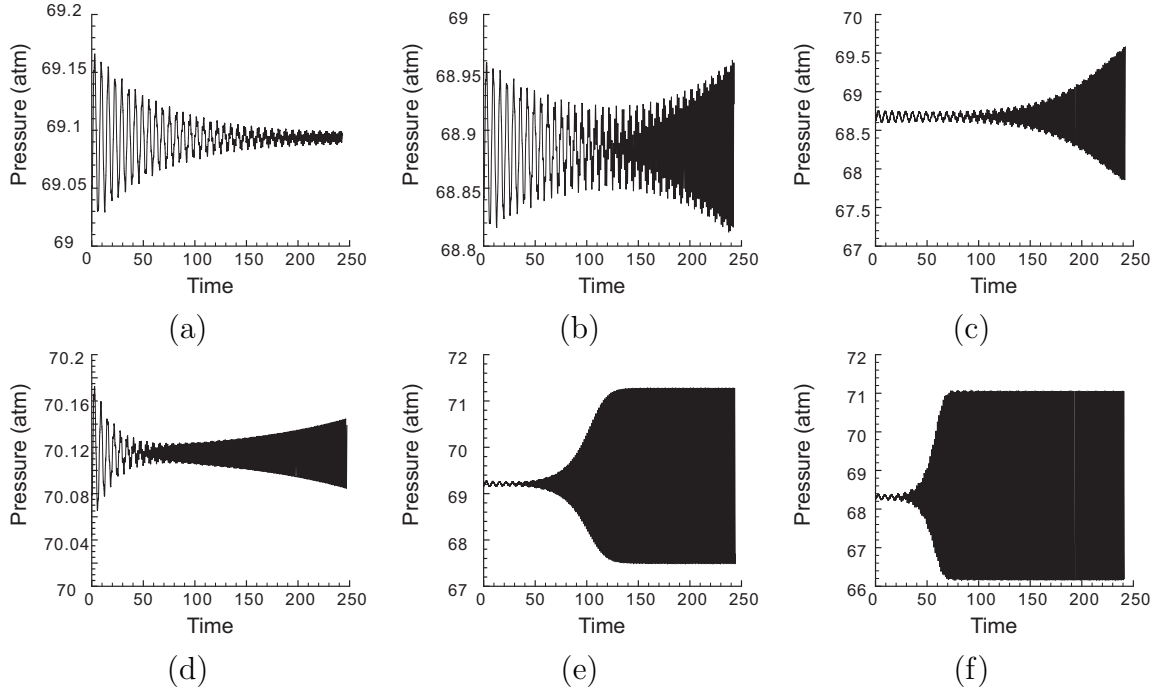 69.2
69.15
69.1
69.05
69
Pressure (atm)
0 50 100 150 200 250
Time
(a)
69
68.95
68.9
68.85
68.8
Pressure (atm)
0 50 100 150 200 250
Time
(b)
70
69.5
69
68.5
68
67.5
67
Pressure (atm)
0 50 100 150 200 250
Time
(c)
70.2
70.16
70.12
70.08
70.04
70
Pressure (atm)
0 50 100 150 200 250
Time
(d)
72
71
70
69
68
67
Pressure (atm)
0 50 100 150 200 250
Time
(e)
72
71
70
69
68
67
66
Pressure (atm)
0 50 100 150 200 250
Time
(f)